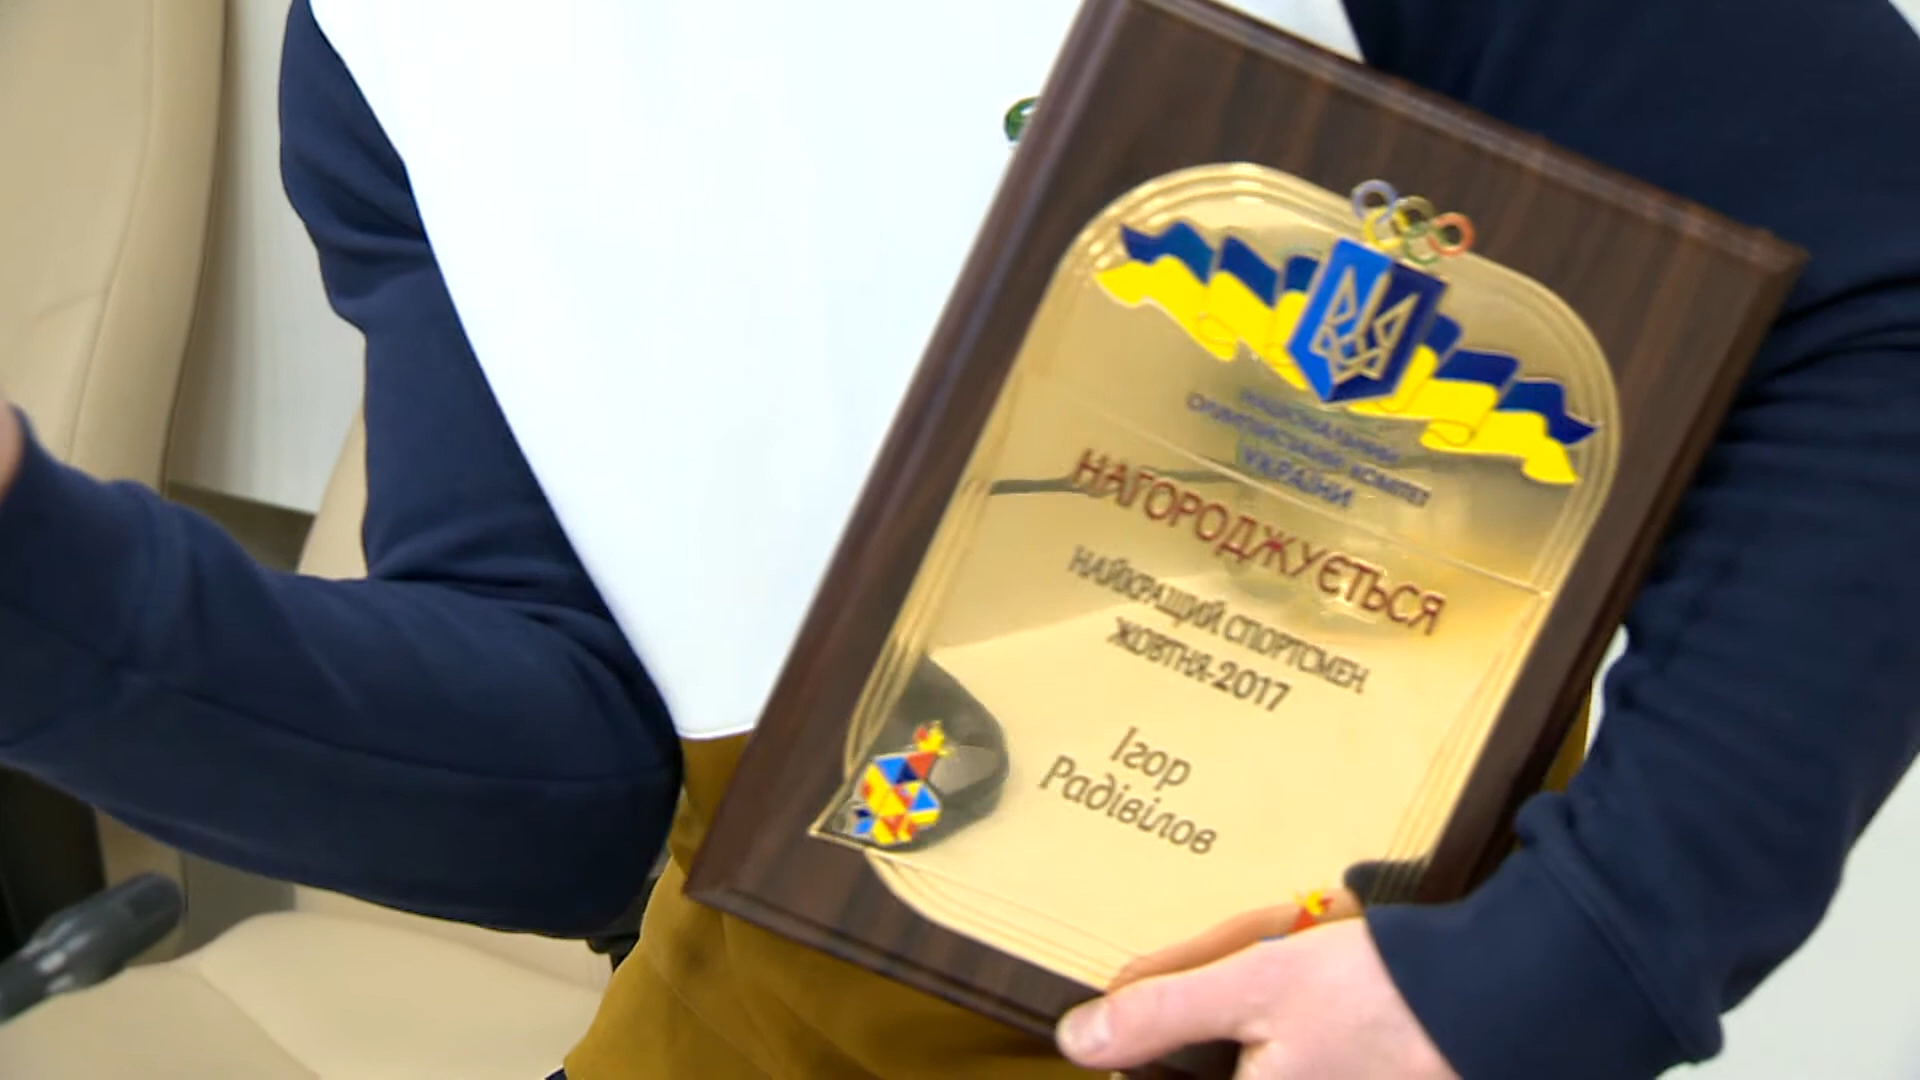 НАЦІОНАЛЬНИЙ
ОЛІМПІЙСЬКИЙ КОМІТЕТ
УКРАЇНИ
НАГОРОДЖУЄТЬСЯ
НАЙКРАЩИЙ СПОРТСМЕН
ЖОВТНЯ-2017
Ігор
Радівілов